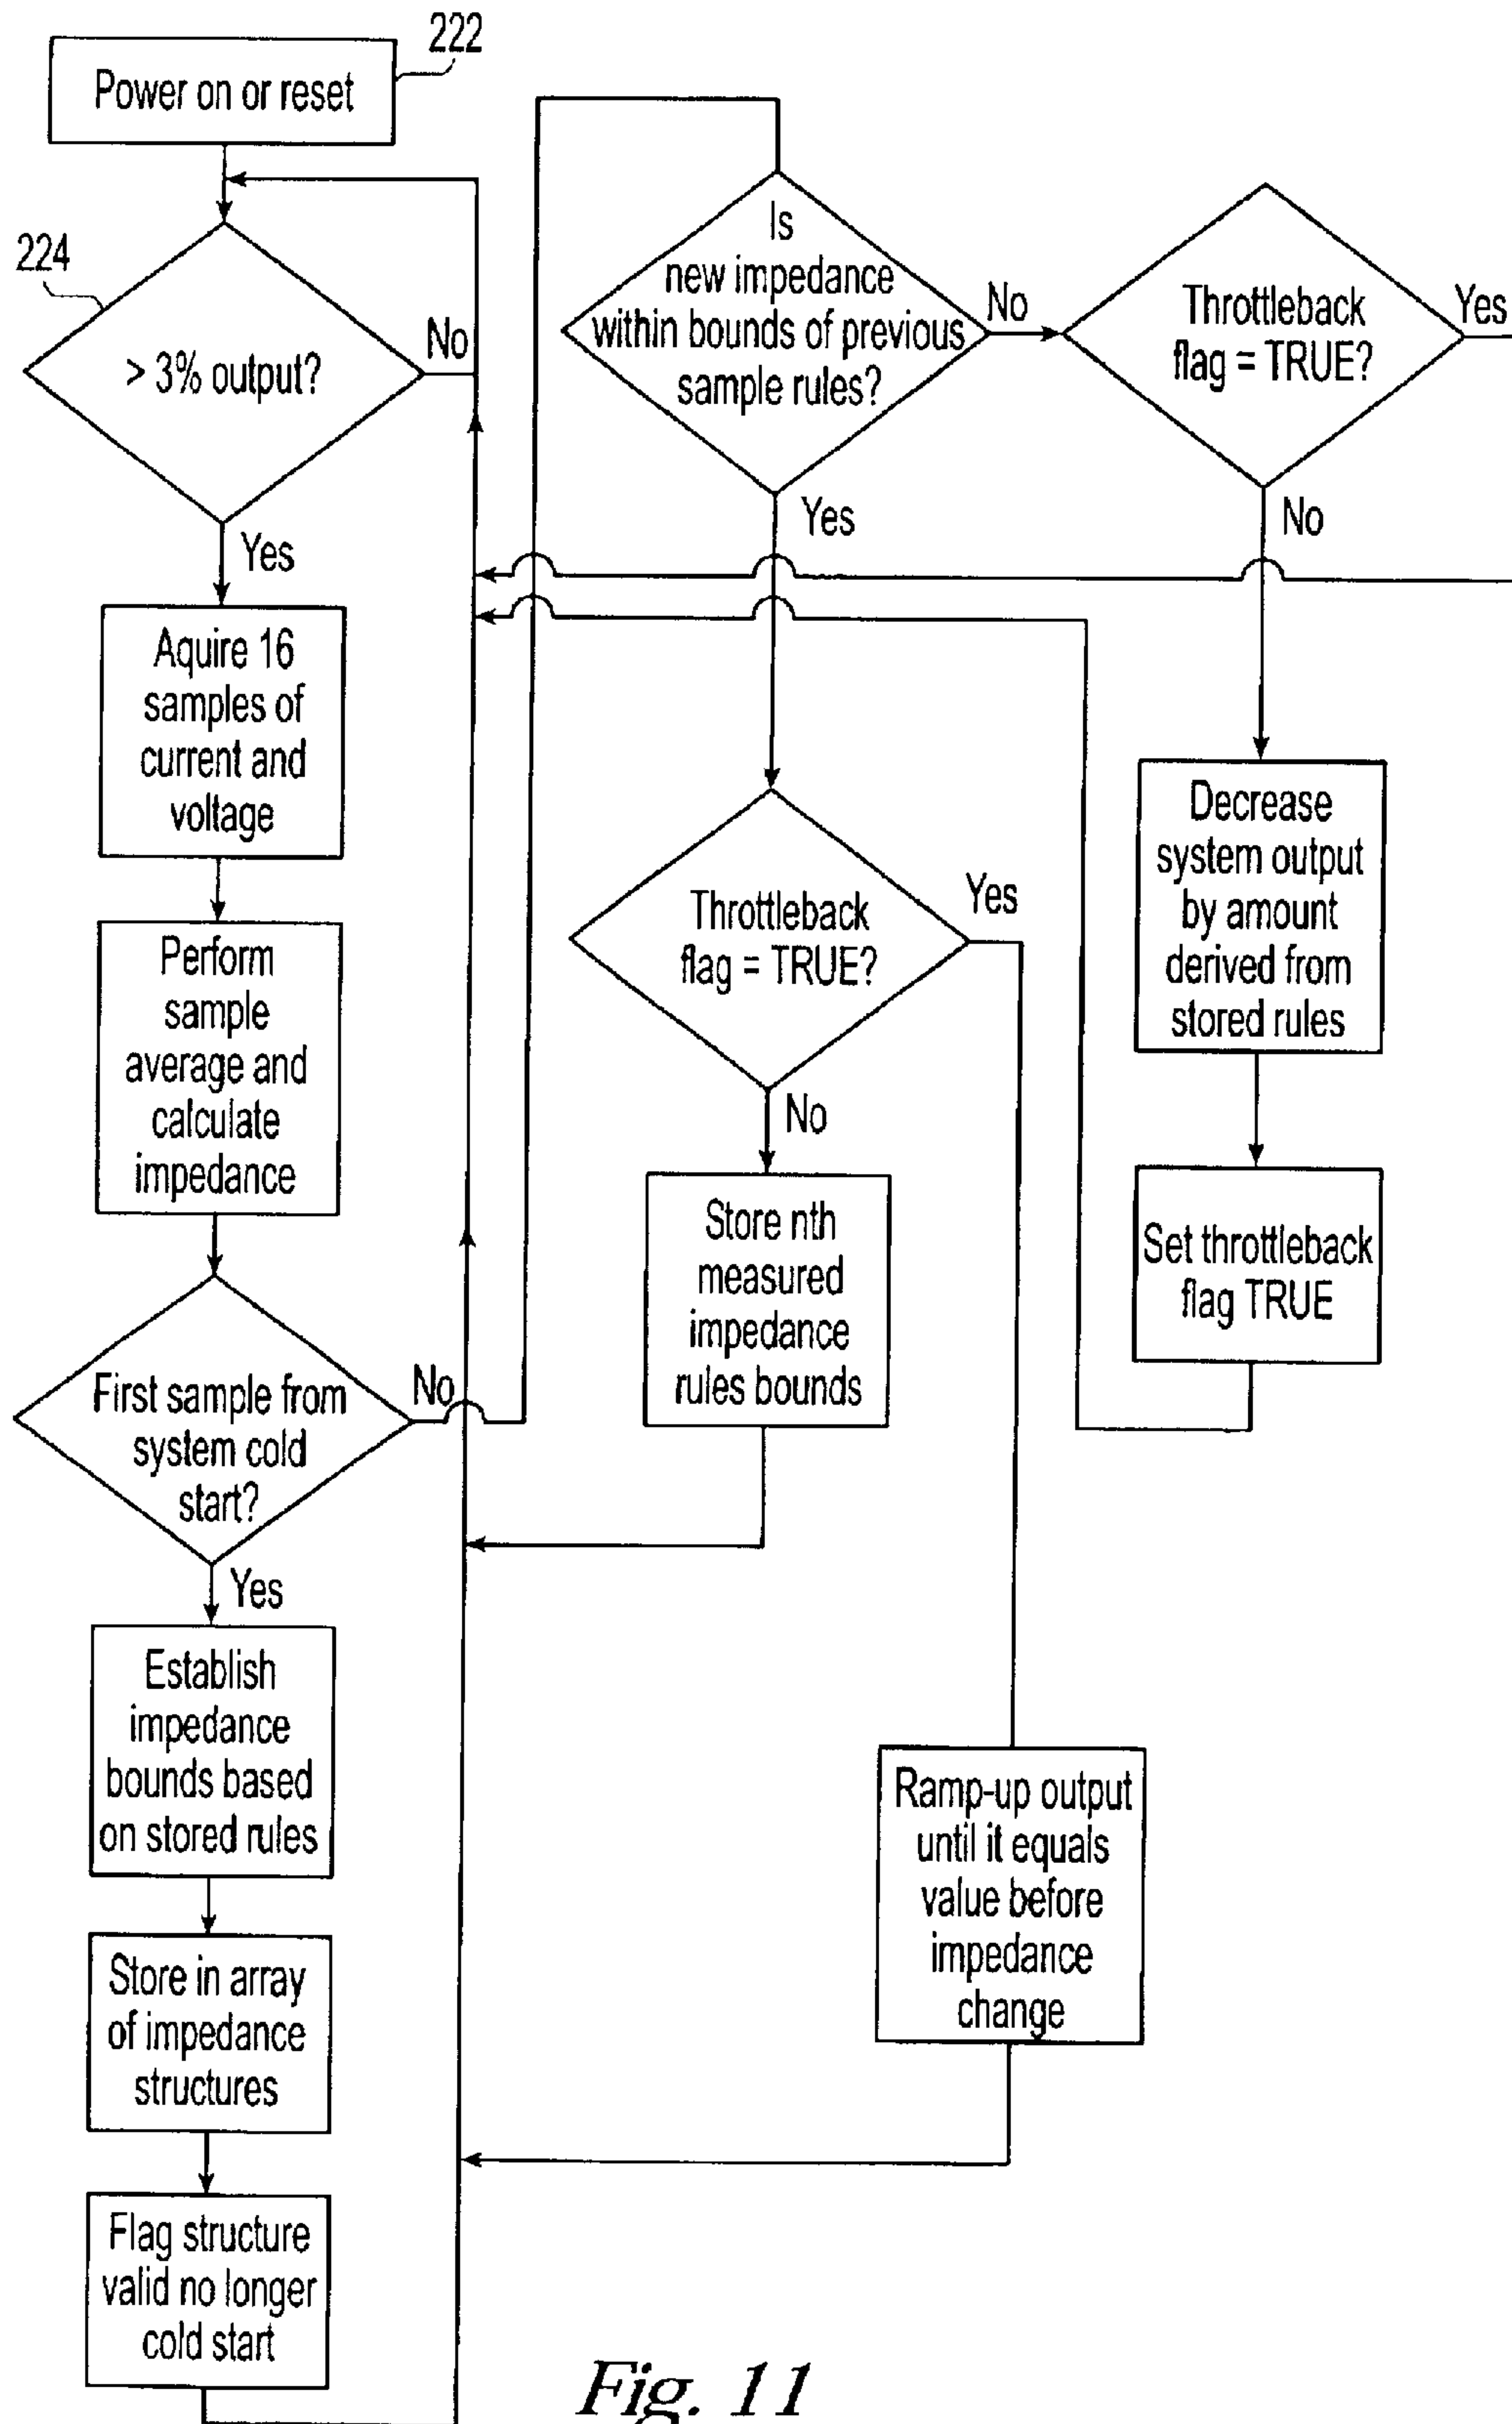 222
Power on or reset
224
> 3% output?
No
Yes
Aquire 16
samples of
current and
voltage
Perform
sample
average and
calculate
impedance
First sample from
system cold
start?
No
Yes
Establish
impedance
bounds based
on stored rules
Store in array
of impedance
structures
Flag structure
valid no longer
cold start
Is
new impedance
within bounds of previous
sample rules?
No
Yes
Throttleback
flag = TRUE?
Yes
No
Store nth
measured
impedance
rules bounds
Ramp-up output
until it equals
value before
impedance
change
Throttleback
flag = TRUE?
Yes
No
Decrease
system output
by amount
derived from
stored rules
Set throttleback
flag TRUE
Fig. 11